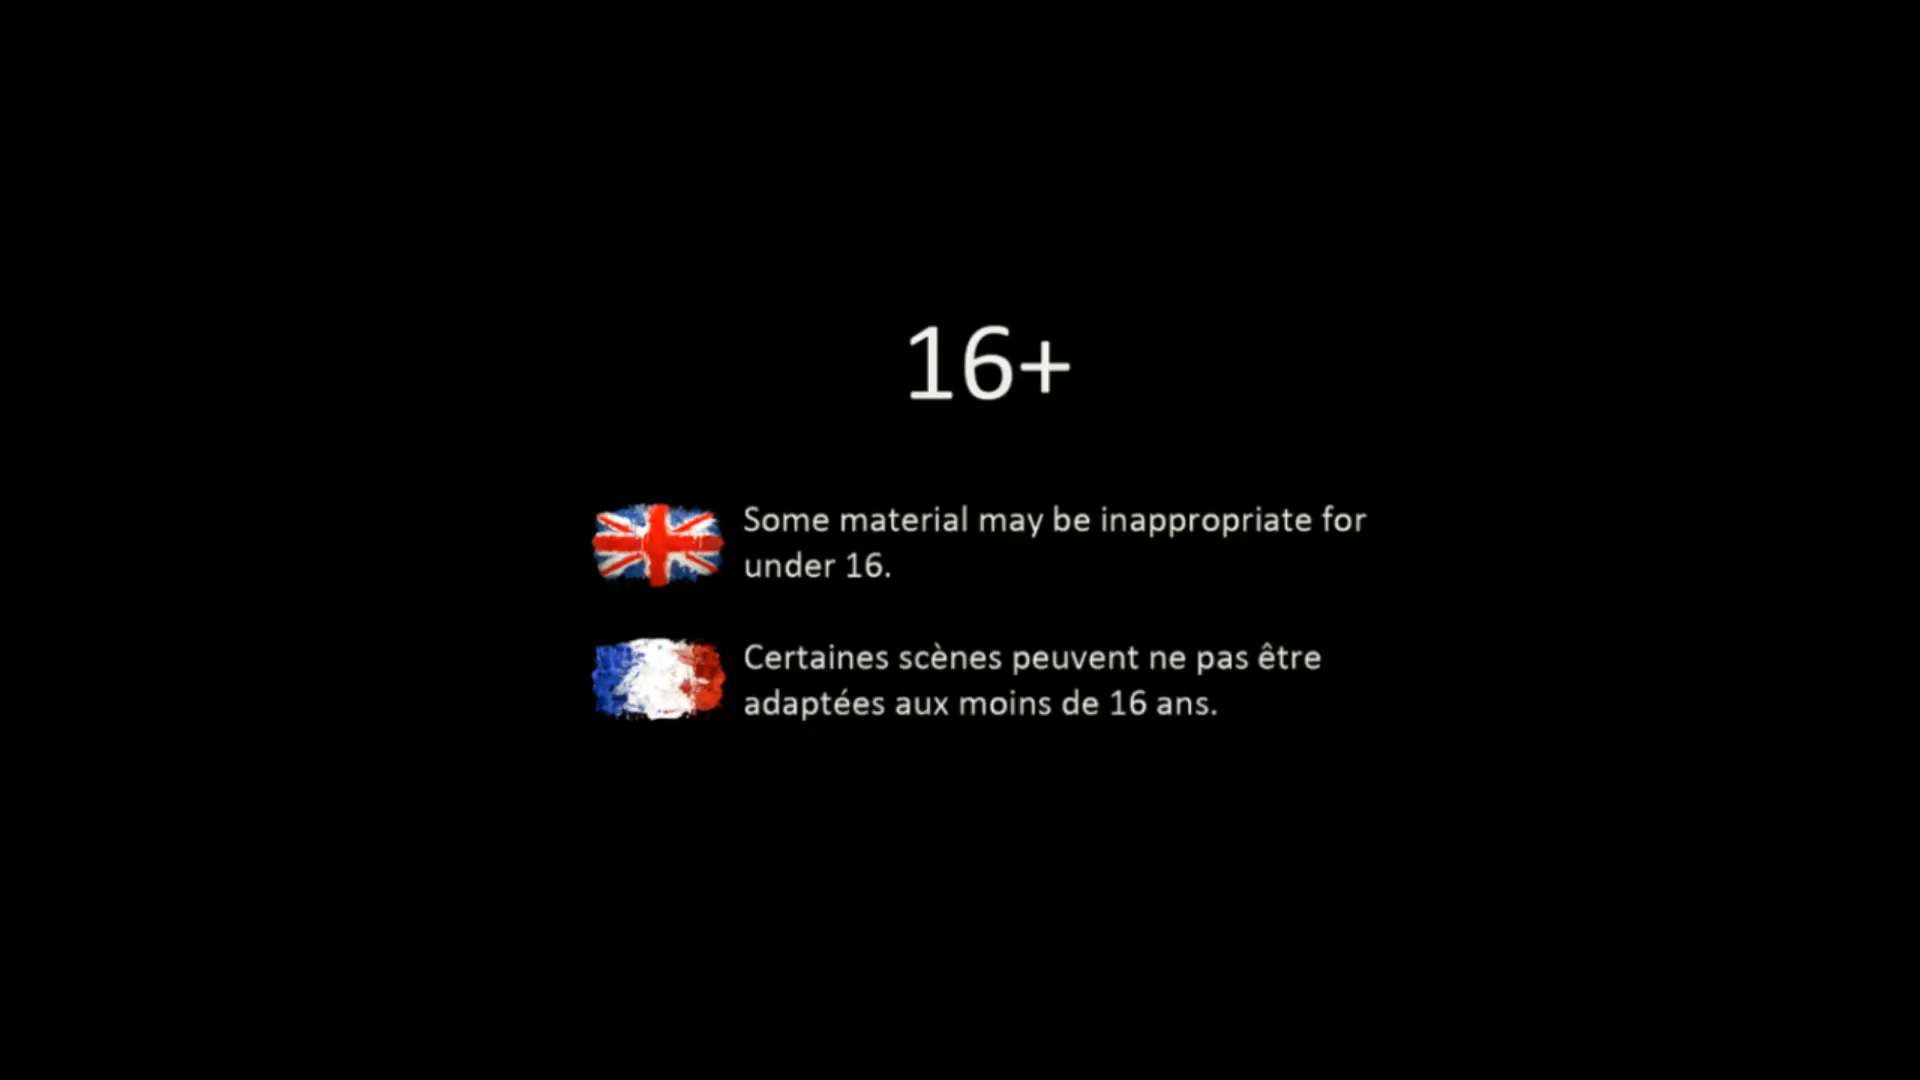 16+
Some material may be inappropriate for
under 16.
Certaines scènes peuvent ne pas être
adaptées aux moins de 16 ans.